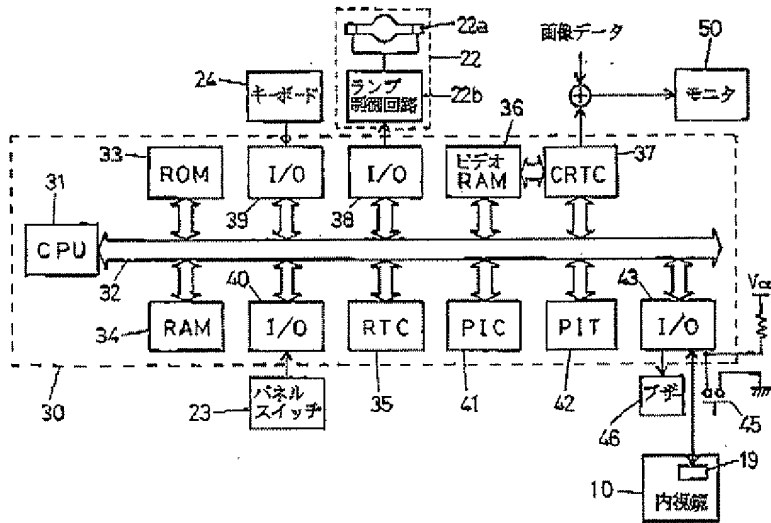 22a
画像データ
50
22
24
キーボード
ランプ
制御回路
22b
モニタ
36
33
ROM
I/O
I/O
ビデオ
RAM
CRTC
37
31
CPU
39
38
32
40
43
Vcc
34
RAM
I/O
RTC
PIC
PIT
I/O
30
23
パネル
スイッチ
35
41
42
ブザー
46
45
19
10
内視鏡